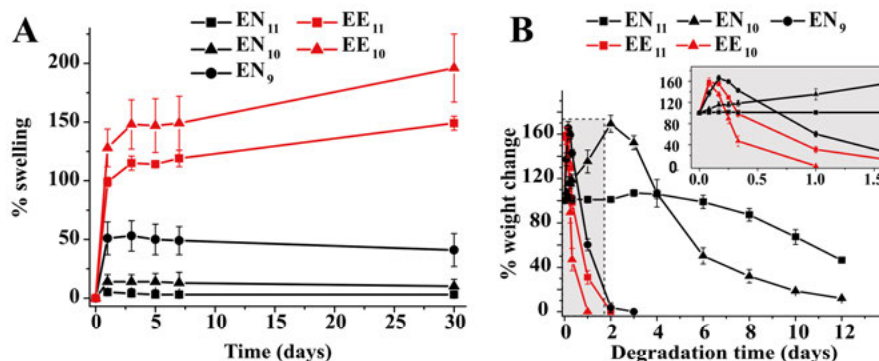 A
EN₁₁ EE₁₁
EN₁₀ EE₁₀
EN₉
% swelling
200
150
100
50
0
0 5 10 15 20 25 30
Time (days)
B
EN₁₁ EN₁₀ EN₉
EE₁₁ EE₁₀
% weight change
160
120
80
40
0
0 2 4 6 8 10 12
Degradation time (days)
160
120
80
40
0
0.0 0.5 1.0 1.5